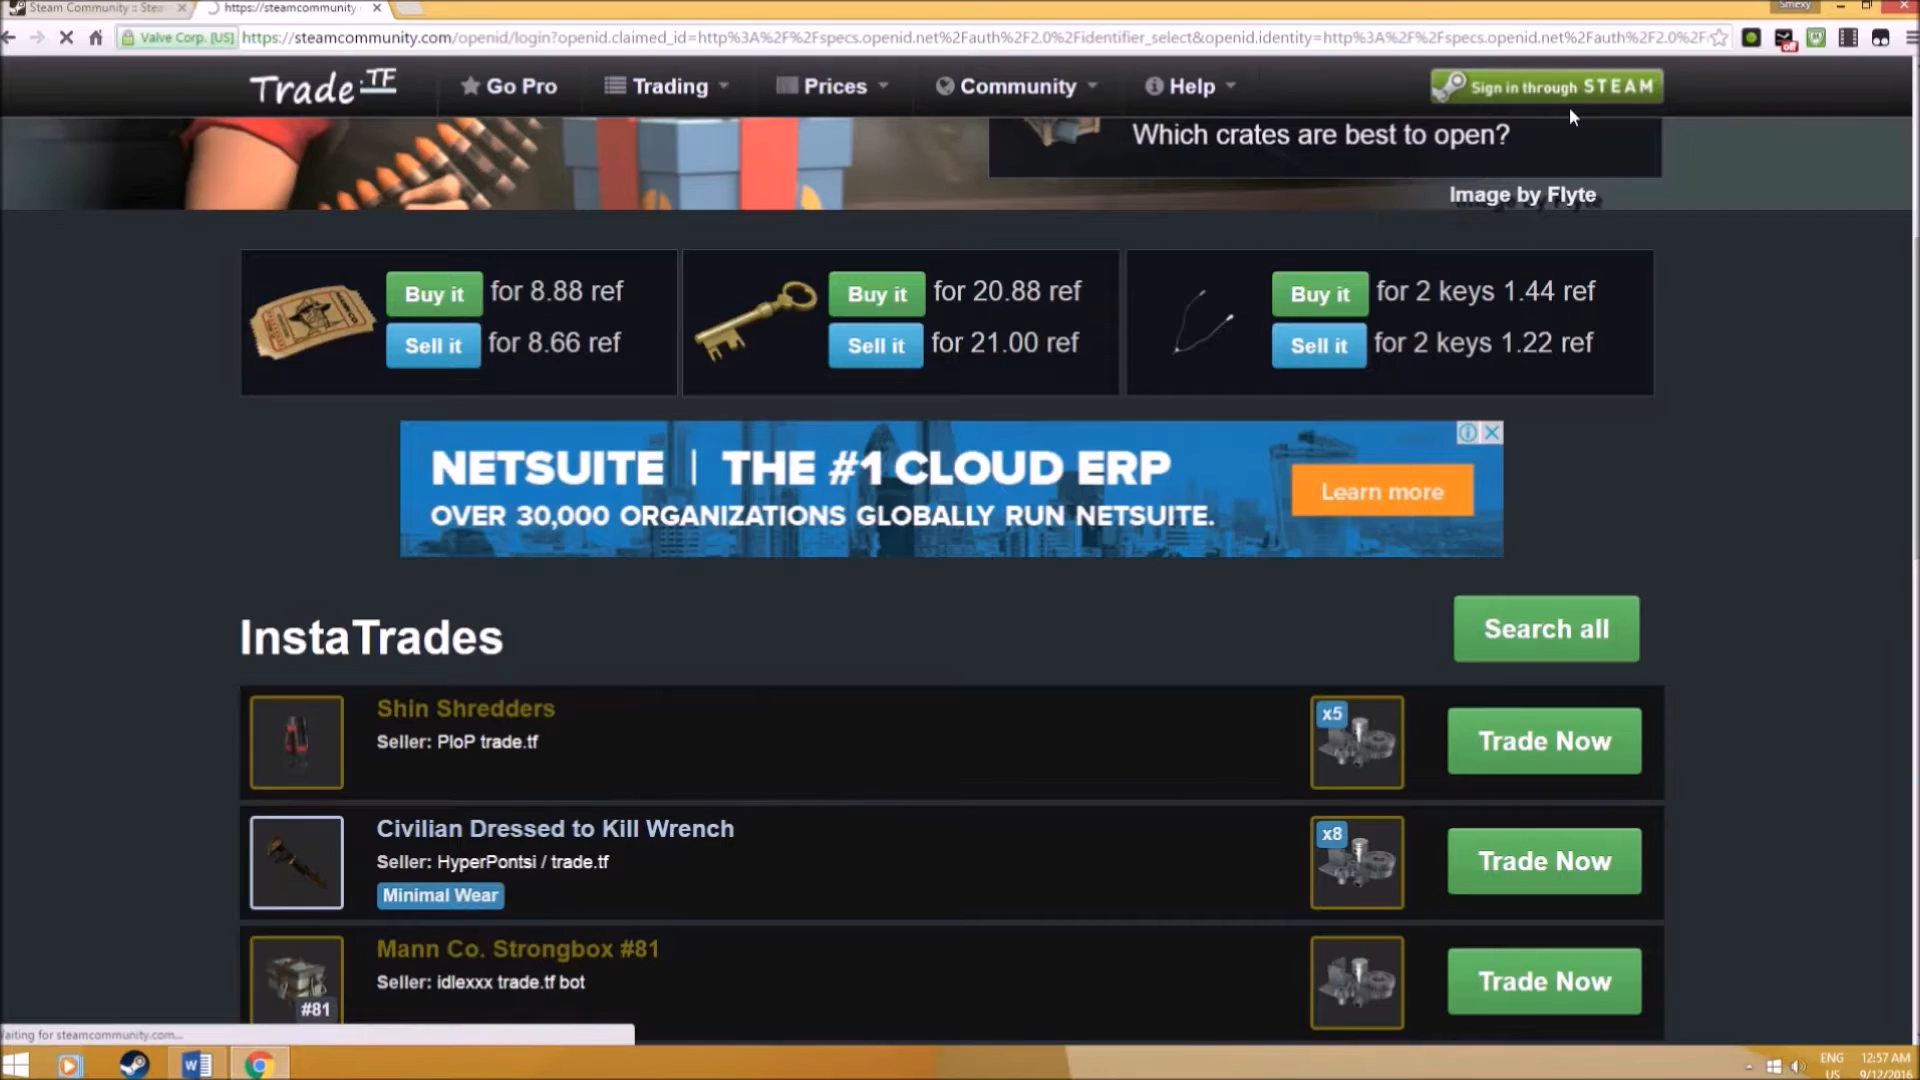 Steam Community :: Stea
https://steamcommunity.
Smexy
Valve Corp. [US]
https://steamcommunity.com/openid/login?openid.claimed_id=http%3A%2F%2Fspecs.openid.net%2Fauth%2F2.0%2Fidentifier_select&openid.identity=http%3A%2F%2Fspecs.openid.net%2Fauth%2F2.0%2F
off
Trade.TF
Go Pro
Trading
Prices
Community
Help
Sign in through STEAM
Which crates are best to open?
Image by Flyte
Buy it for 8.88 ref
Sell it for 8.66 ref
Buy it for 20.88 ref
Sell it for 21.00 ref
Buy it for 2 keys 1.44 ref
Sell it for 2 keys 1.22 ref
NETSUITE | THE #1 CLOUD ERP
OVER 30,000 ORGANIZATIONS GLOBALLY RUN NETSUITE.
Learn more
InstaTrades
Search all
Shin Shredders
Seller: PloP trade.tf
x5
Trade Now
Civilian Dressed to Kill Wrench
Seller: HyperPontsi / trade.tf
Minimal Wear
x8
Trade Now
Mann Co. Strongbox #81
Seller: idlexxx trade.tf bot
#81
Trade Now
Waiting for steamcommunity.com...
ENG
US
12:57 AM
9/12/2016